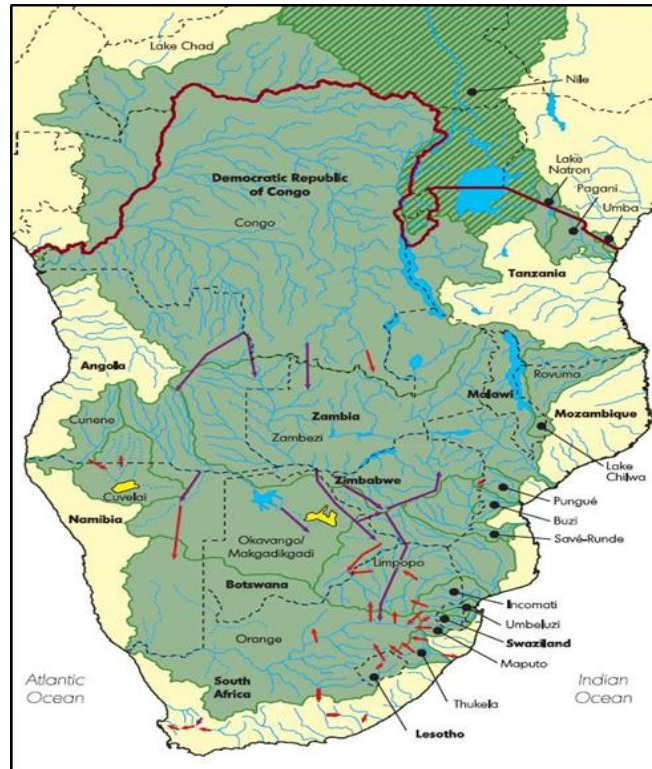 Lake Chad
Nile
Lake
Natron
Pagani
Umba
Democratic Republic
of Congo
Congo
Tanzania
Angola
Malawi
Rovuma
Zambia
Mozambique
Cunene
Zambezi
Lake
Chilwa
Zimbabwe
Cuvelai
Pungué
Buzi
Namibia
Okavango/
Makgadikgadi
Savé-Runde
Limpopo
Botswana
Incomati
Umbeluzi
Orange
Swaziland
Maputo
Atlantic
Ocean
South
Africa
Indian
Ocean
Thukela
Lesotho